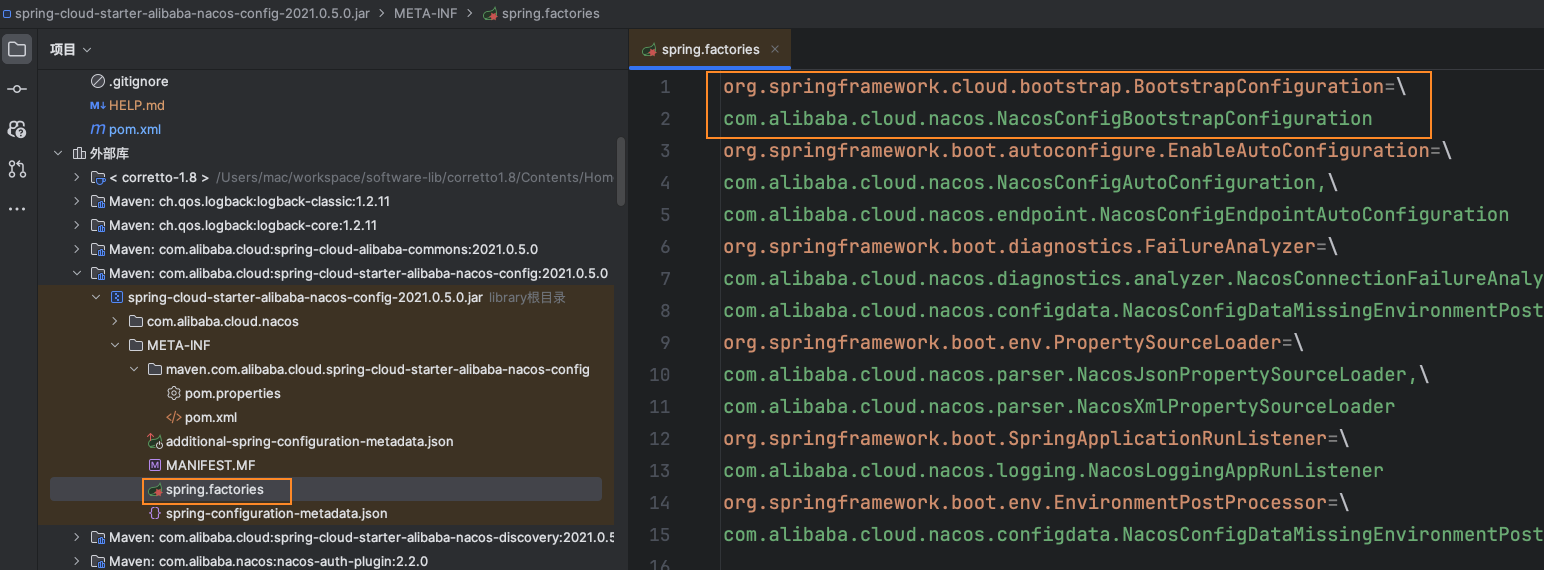 spring-cloud-starter-alibaba-nacos-config-2021.0.5.0.jar > META-INF > spring.factories
项目
.gitignore
M↓ HELP.md
m pom.xml
外部库
< corretto-1.8 > /Users/mac/workspace/software-lib/corretto1.8/Contents/Hom
Maven: ch.qos.logback:logback-classic:1.2.11
Maven: ch.qos.logback:logback-core:1.2.11
Maven: com.alibaba.cloud:spring-cloud-alibaba-commons:2021.0.5.0
Maven: com.alibaba.cloud:spring-cloud-starter-alibaba-nacos-config:2021.0.5.0
spring-cloud-starter-alibaba-nacos-config-2021.0.5.0.jar library根目录
com.alibaba.cloud.nacos
META-INF
maven.com.alibaba.cloud.spring-cloud-starter-alibaba-nacos-config
pom.properties
</> pom.xml
additional-spring-configuration-metadata.json
M MANIFEST.MF
spring.factories
{} spring-configuration-metadata.json
Maven: com.alibaba.cloud:spring-cloud-starter-alibaba-nacos-discovery:2021.0.5
Maven: com.alibaba.nacos:nacos-auth-plugin:2.2.0
spring.factories ×
1 org.springframework.cloud.bootstrap.BootstrapConfiguration=\
2 com.alibaba.cloud.nacos.NacosConfigBootstrapConfiguration
3 org.springframework.boot.autoconfigure.EnableAutoConfiguration=\
4 com.alibaba.cloud.nacos.NacosConfigAutoConfiguration,\
5 com.alibaba.cloud.nacos.endpoint.NacosConfigEndpointAutoConfiguration
6 org.springframework.boot.diagnostics.FailureAnalyzer=\
7 com.alibaba.cloud.nacos.diagnostics.analyzer.NacosConnectionFailureAnaly
8 com.alibaba.cloud.nacos.configdata.NacosConfigDataMissingEnvironmentPost
9 org.springframework.boot.env.PropertySourceLoader=\
10 com.alibaba.cloud.nacos.parser.NacosJsonPropertySourceLoader,\
11 com.alibaba.cloud.nacos.parser.NacosXmlPropertySourceLoader
12 org.springframework.boot.SpringApplicationRunListener=\
13 com.alibaba.cloud.nacos.logging.NacosLoggingAppRunListener
14 org.springframework.boot.env.EnvironmentPostProcessor=\
15 com.alibaba.cloud.nacos.configdata.NacosConfigDataMissingEnvironmentPost
16